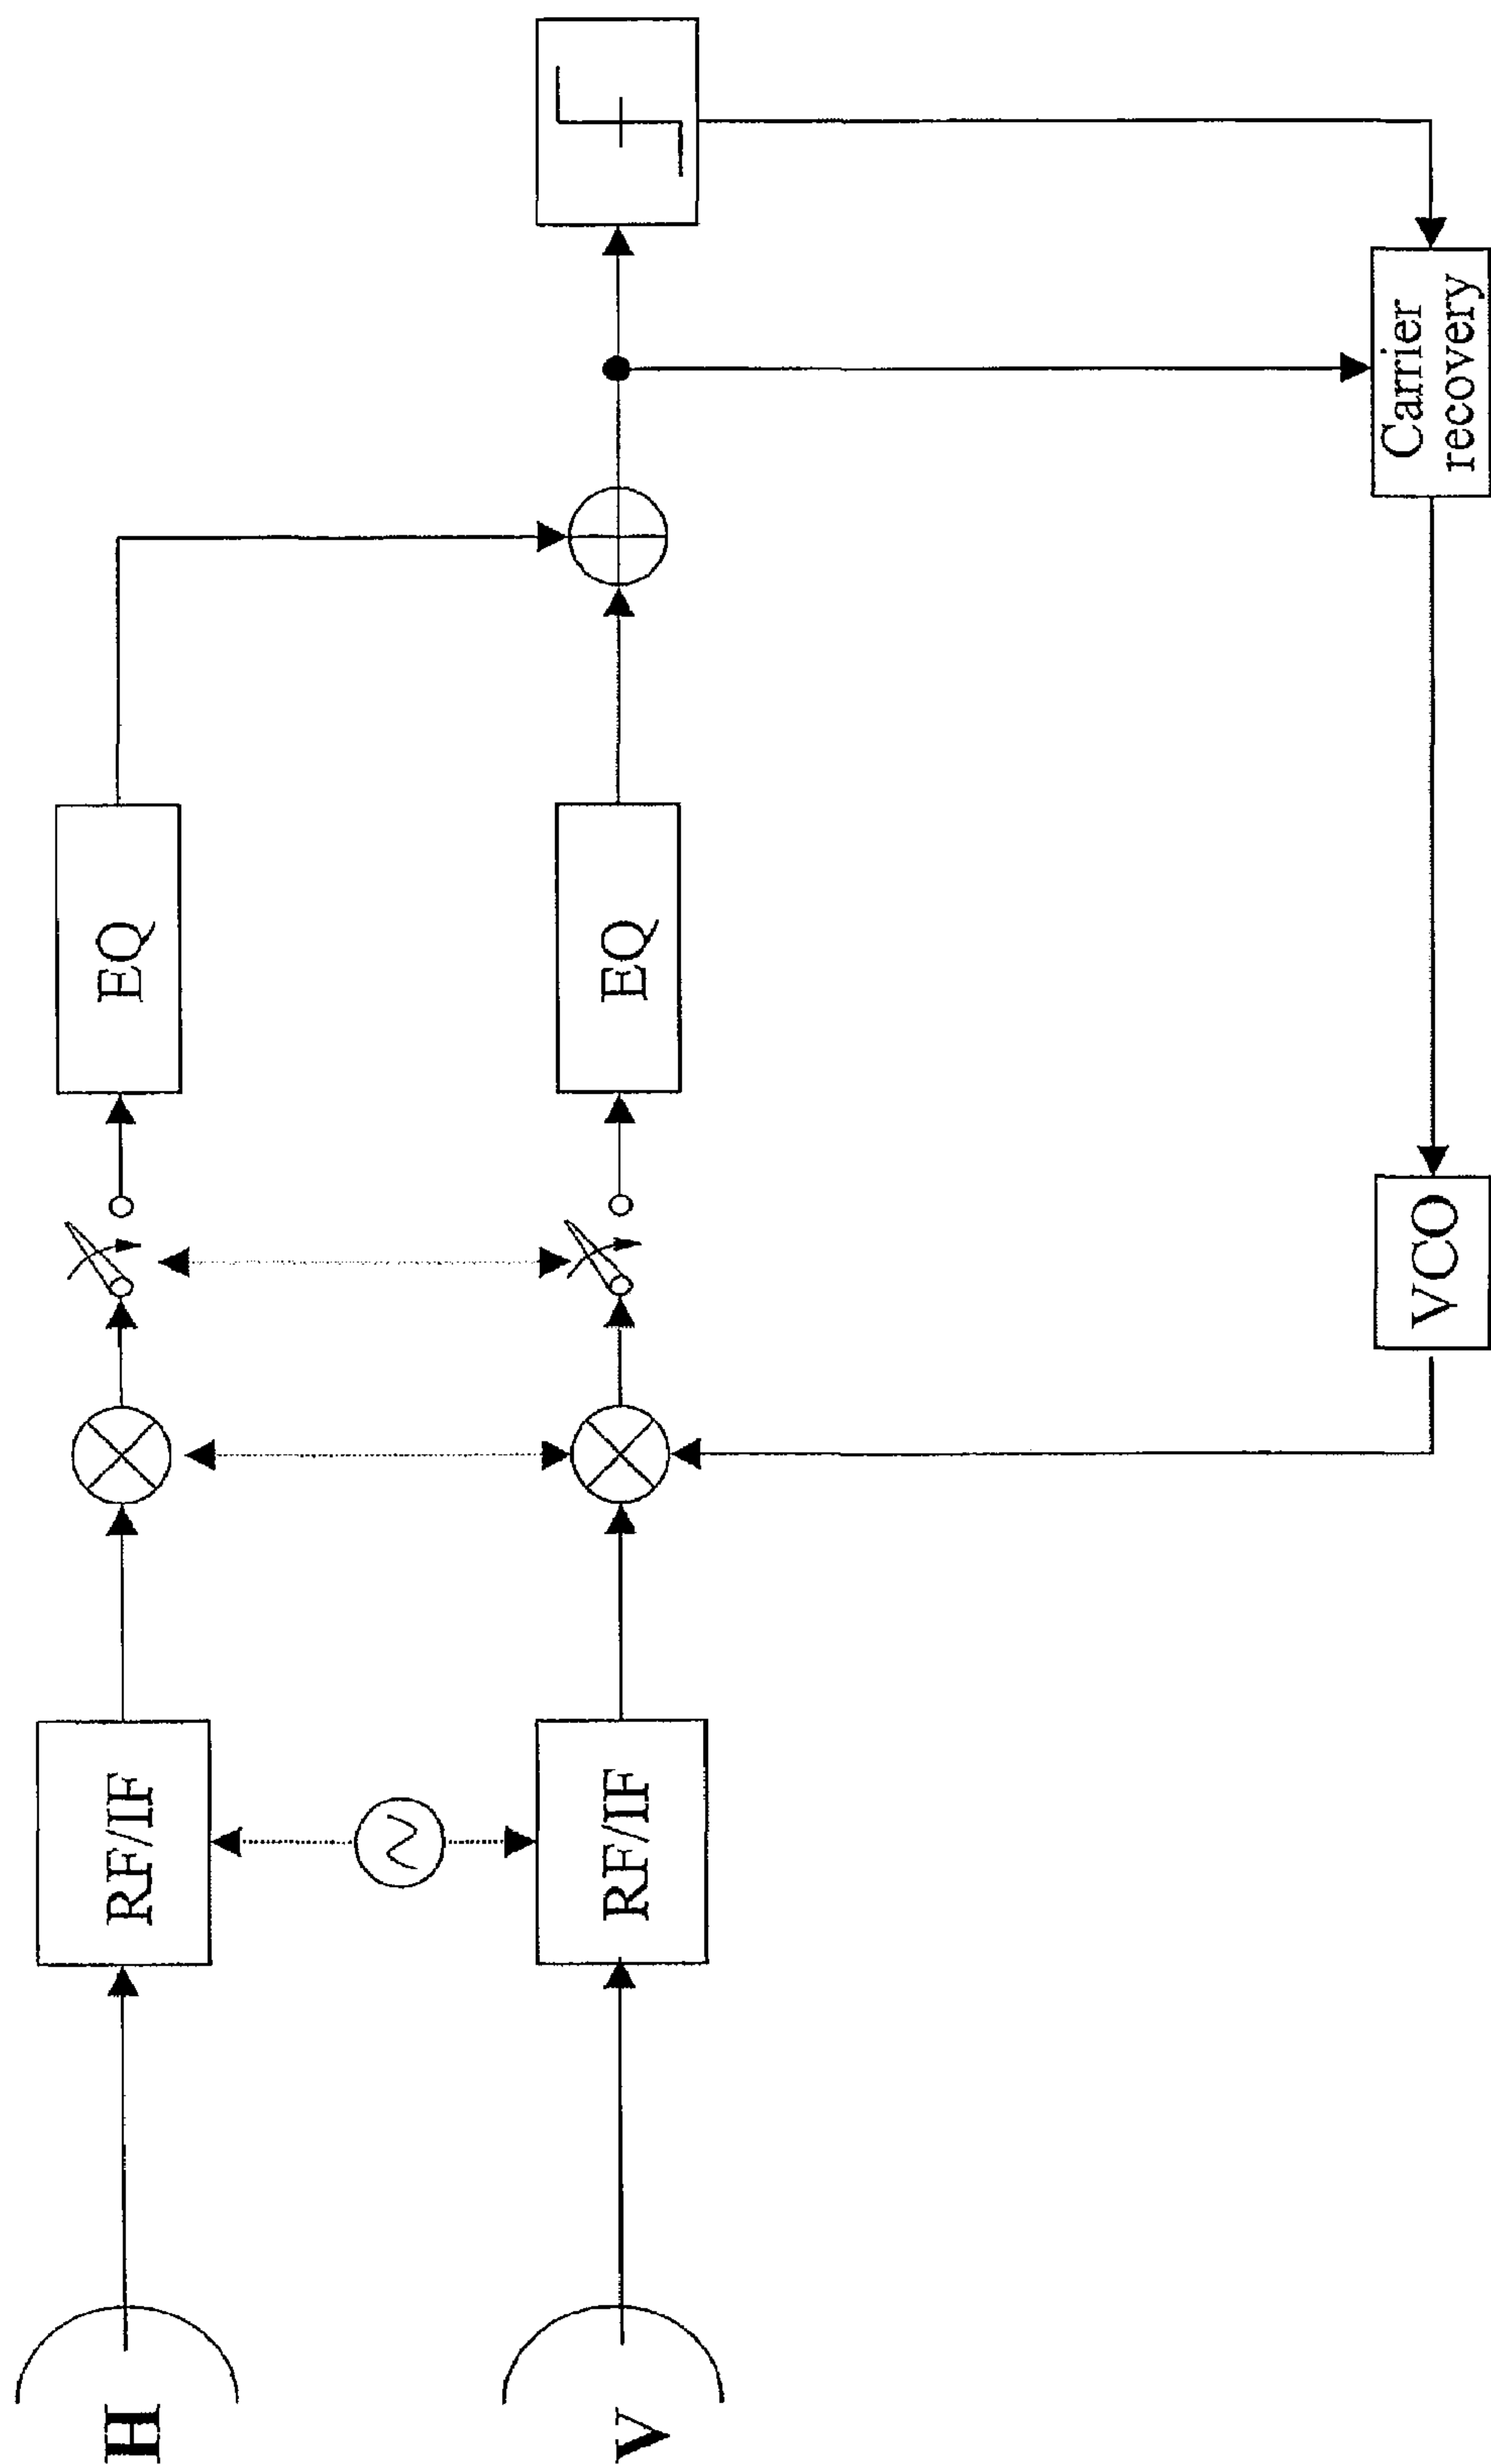 H
RF/IF
EQ
V
RF/IF
EQ
VCO
Carrier
recovery